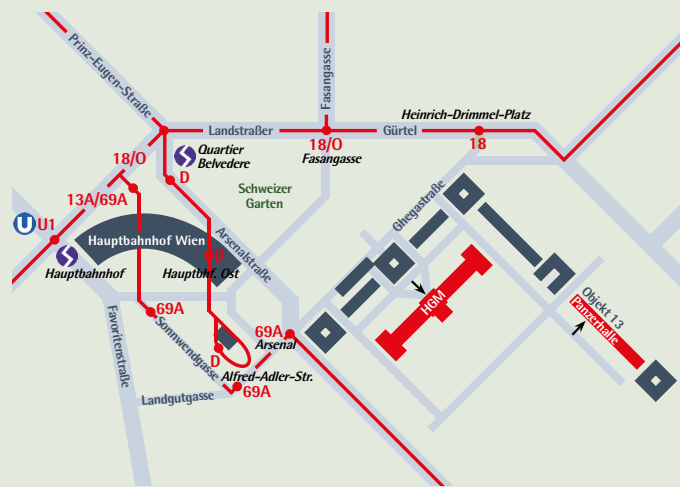 Prinz-Eugen-Straße
Fasangasse
Heinrich-Drimmel-Platz
Landstraßer
Gürtel
18/O
Fasangasse
18
Quartier
Belvedere
18/O
D
13A/69A
Schweizer
Garten
Ghegastraße
U
U1
Hauptbahnhof Wien
Arsenalstraße
Hauptbahnhof
D
Hauptbhf. Ost
HGM
Objekt 13
Panzerhalle
69A
Favoritenstraße
Sonnwendgasse
69A
Arsenal
D
Alfred-Adler-Str.
69A
Landgutgasse